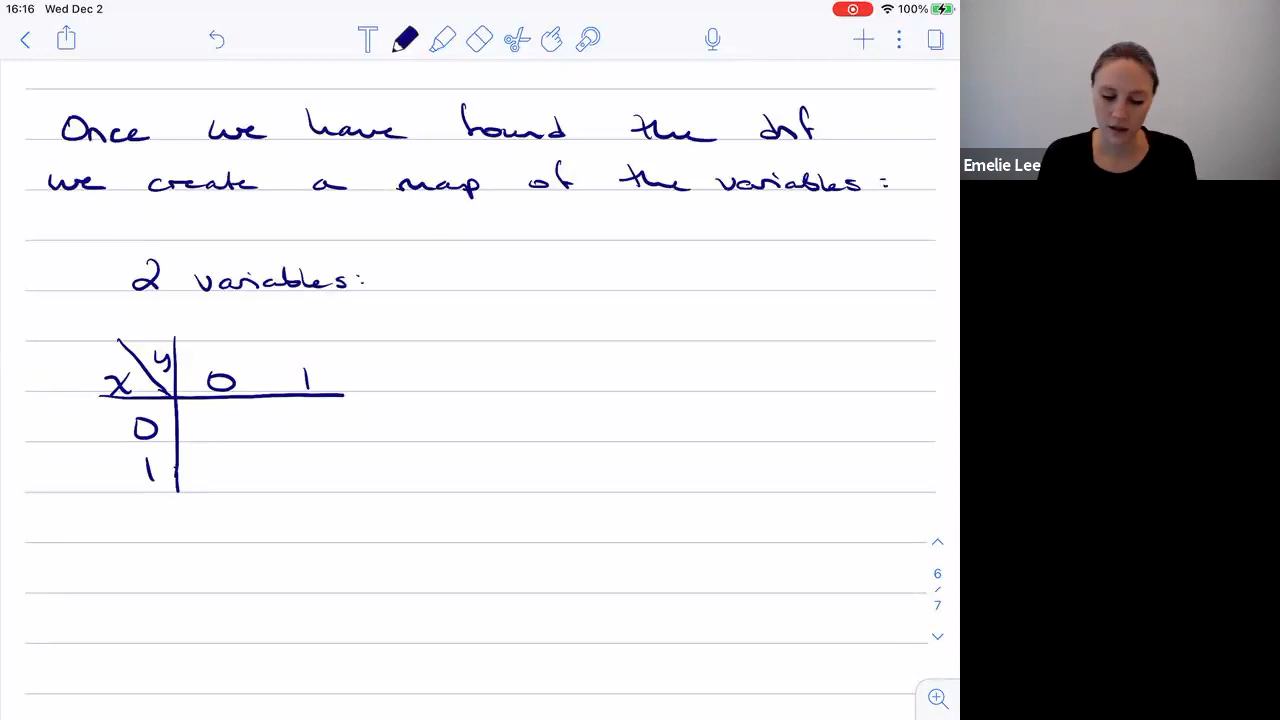 16:16 Wed Dec 2 100%
Once we have found the dnf
we create a map of the variables:
2 variables:
y
x 0 1
0
1
6
/
7
Emelie Lee